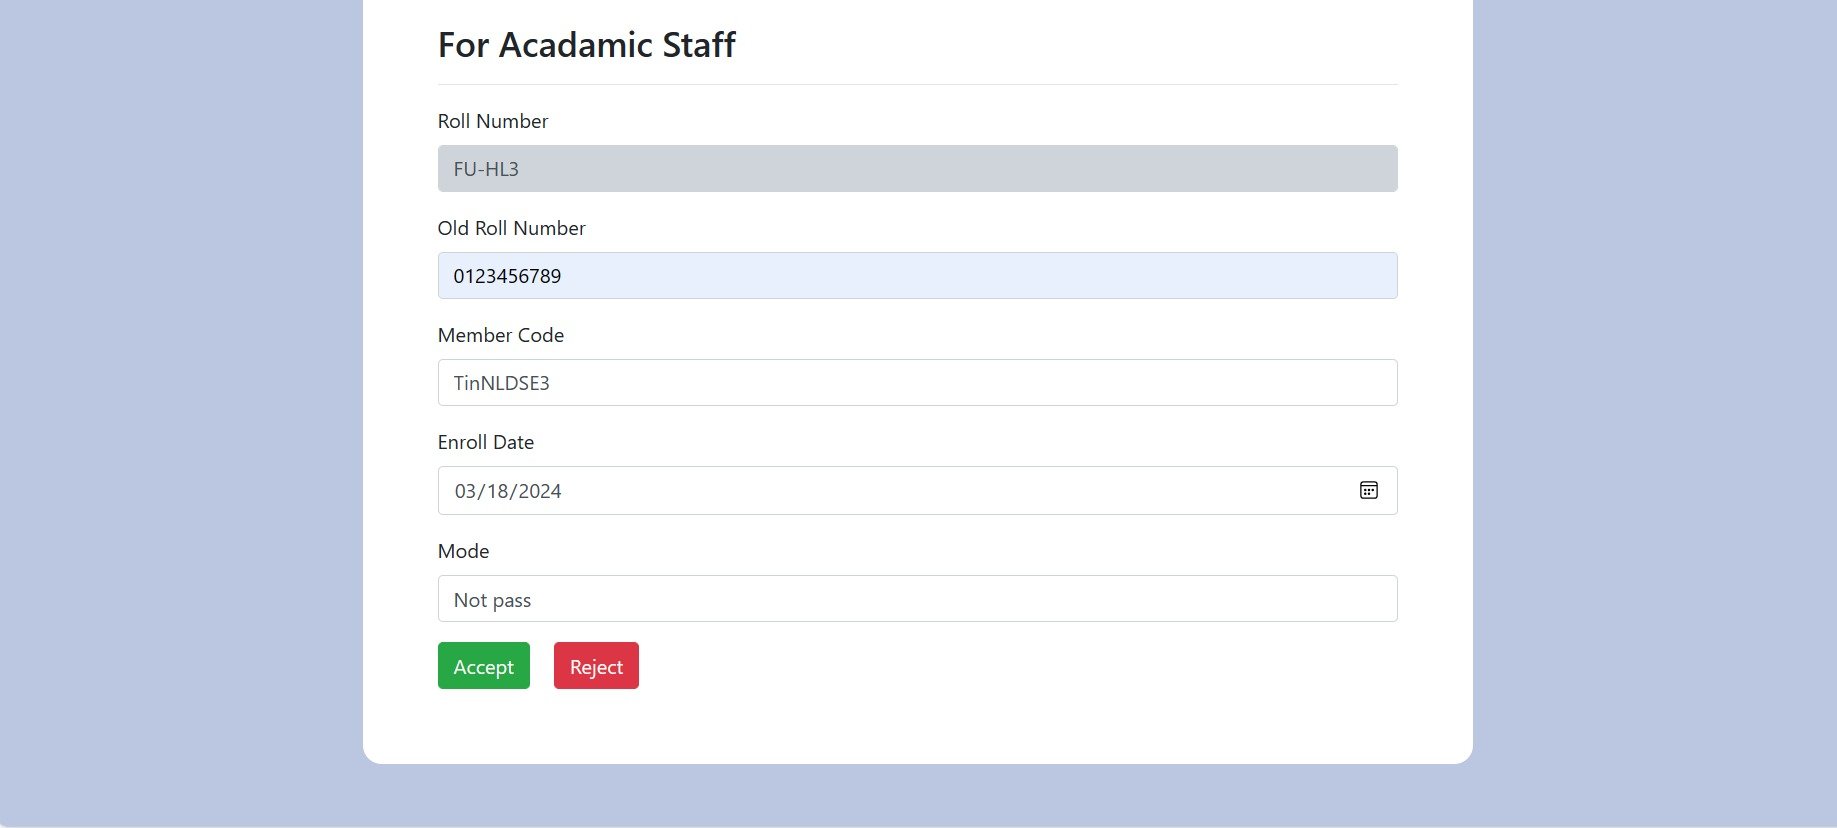 For Acadamic Staff
Roll Number
FU-HL3
Old Roll Number
0123456789
Member Code
TinNLDSE3
Enroll Date
03/18/2024
Mode
Not pass
Accept Reject